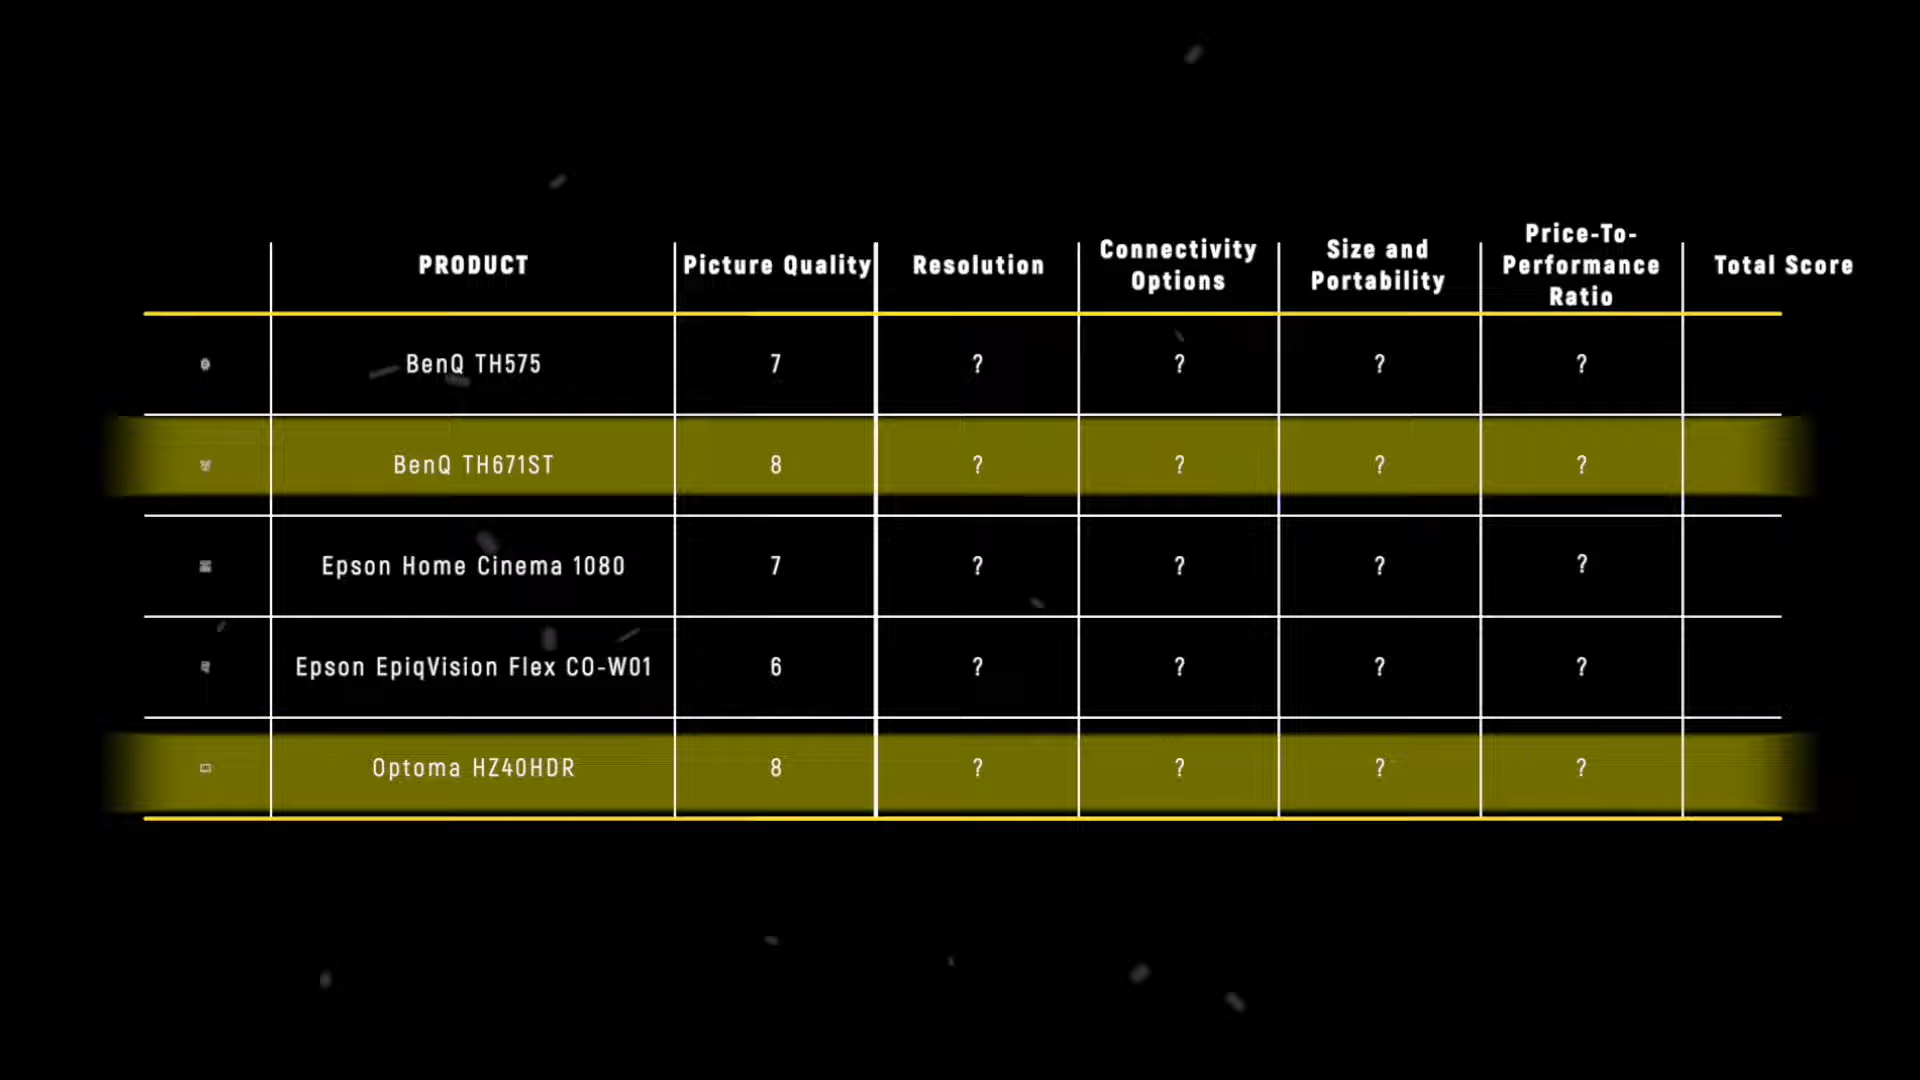 PRODUCT Picture Quality Resolution Connectivity Options Size and Portability Price-To-Performance Ratio Total Score
BenQ TH575 7 ? ? ? ?
BenQ TH671ST 8 ? ? ? ?
Epson Home Cinema 1080 7 ? ? ? ?
Epson EpiqVision Flex CO-W01 6 ? ? ? ?
Optoma HZ40HDR 8 ? ? ? ?